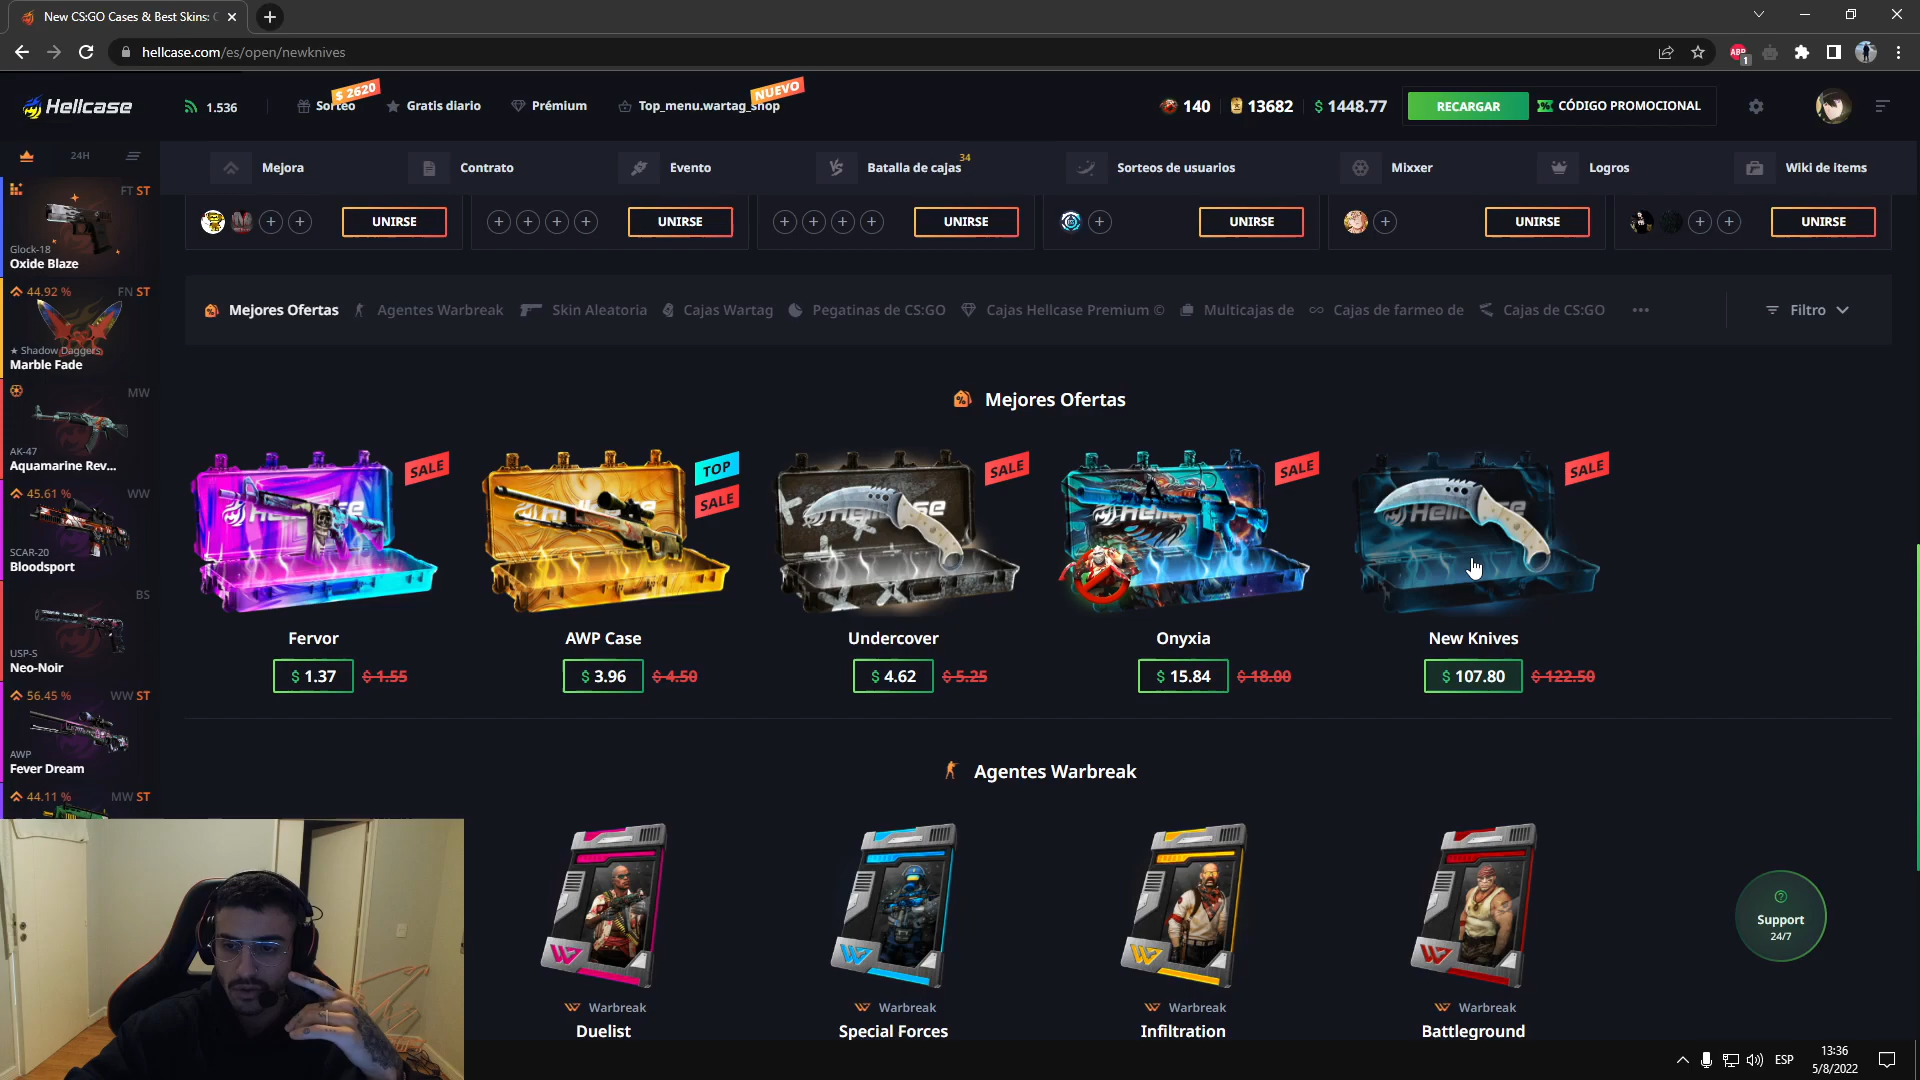 New CS:GO Cases & Best Skins: C
hellcase.com/es/open/newknives
ABP
1
Hellcase
1.536
Sorteo
$ 2620
Gratis diario
Prémium
Top_menu.wartag_shop
NUEVO
140
13682
$ 1448.77
RECARGAR
CÓDIGO PROMOCIONAL
24H
Mejora
Contrato
Evento
Batalla de cajas
34
Sorteos de usuarios
Mixxer
Logros
Wiki de items
UNIRSE
UNIRSE
UNIRSE
UNIRSE
UNIRSE
UNIRSE
FT ST
Glock-18
Oxide Blaze
44.92 %
FN ST
★ Shadow Daggers
Marble Fade
MW
AK-47
Aquamarine Rev...
45.61 %
WW
SCAR-20
Bloodsport
BS
USP-S
Neo-Noir
56.45 %
WW ST
AWP
Fever Dream
44.11 %
MW ST
Mejores Ofertas
Agentes Warbreak
Skin Aleatoria
Cajas Wartag
Pegatinas de CS:GO
Cajas Hellcase Premium ©
Multicajas de
Cajas de farmeo de
Cajas de CS:GO
Filtro
Mejores Ofertas
SALE
TOP
SALE
SALE
SALE
SALE
Fervor
AWP Case
Undercover
Onyxia
New Knives
$ 1.37
$ 1.55
$ 3.96
$ 4.50
$ 4.62
$ 5.25
$ 15.84
$ 18.00
$ 107.80
$ 122.50
Agentes Warbreak
Warbreak
Duelist
Warbreak
Special Forces
Warbreak
Infiltration
Warbreak
Battleground
Support
24/7
ESP
13:36
5/8/2022